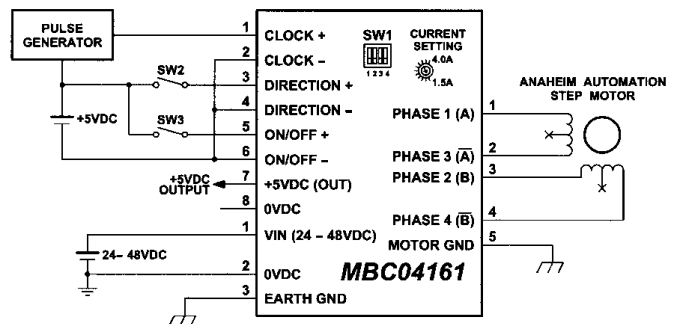 PULSE
GENERATOR
+5VDC
SW2
SW3
+5VDC
OUTPUT
24– 48VDC
1 CLOCK +
2 CLOCK –
3 DIRECTION +
4 DIRECTION –
5 ON/OFF +
6 ON/OFF –
7 +5VDC (OUT)
8 0VDC
1 VIN (24 – 48VDC)
2 0VDC
3 EARTH GND
SW1
1 2 3 4
CURRENT
SETTING
4.0A
1.5A
PHASE 1 (A) 1
PHASE 3 (A̅) 2
PHASE 2 (B) 3
PHASE 4 (B̅) 4
MOTOR GND 5
MBC04161
ANAHEIM AUTOMATION
STEP MOTOR